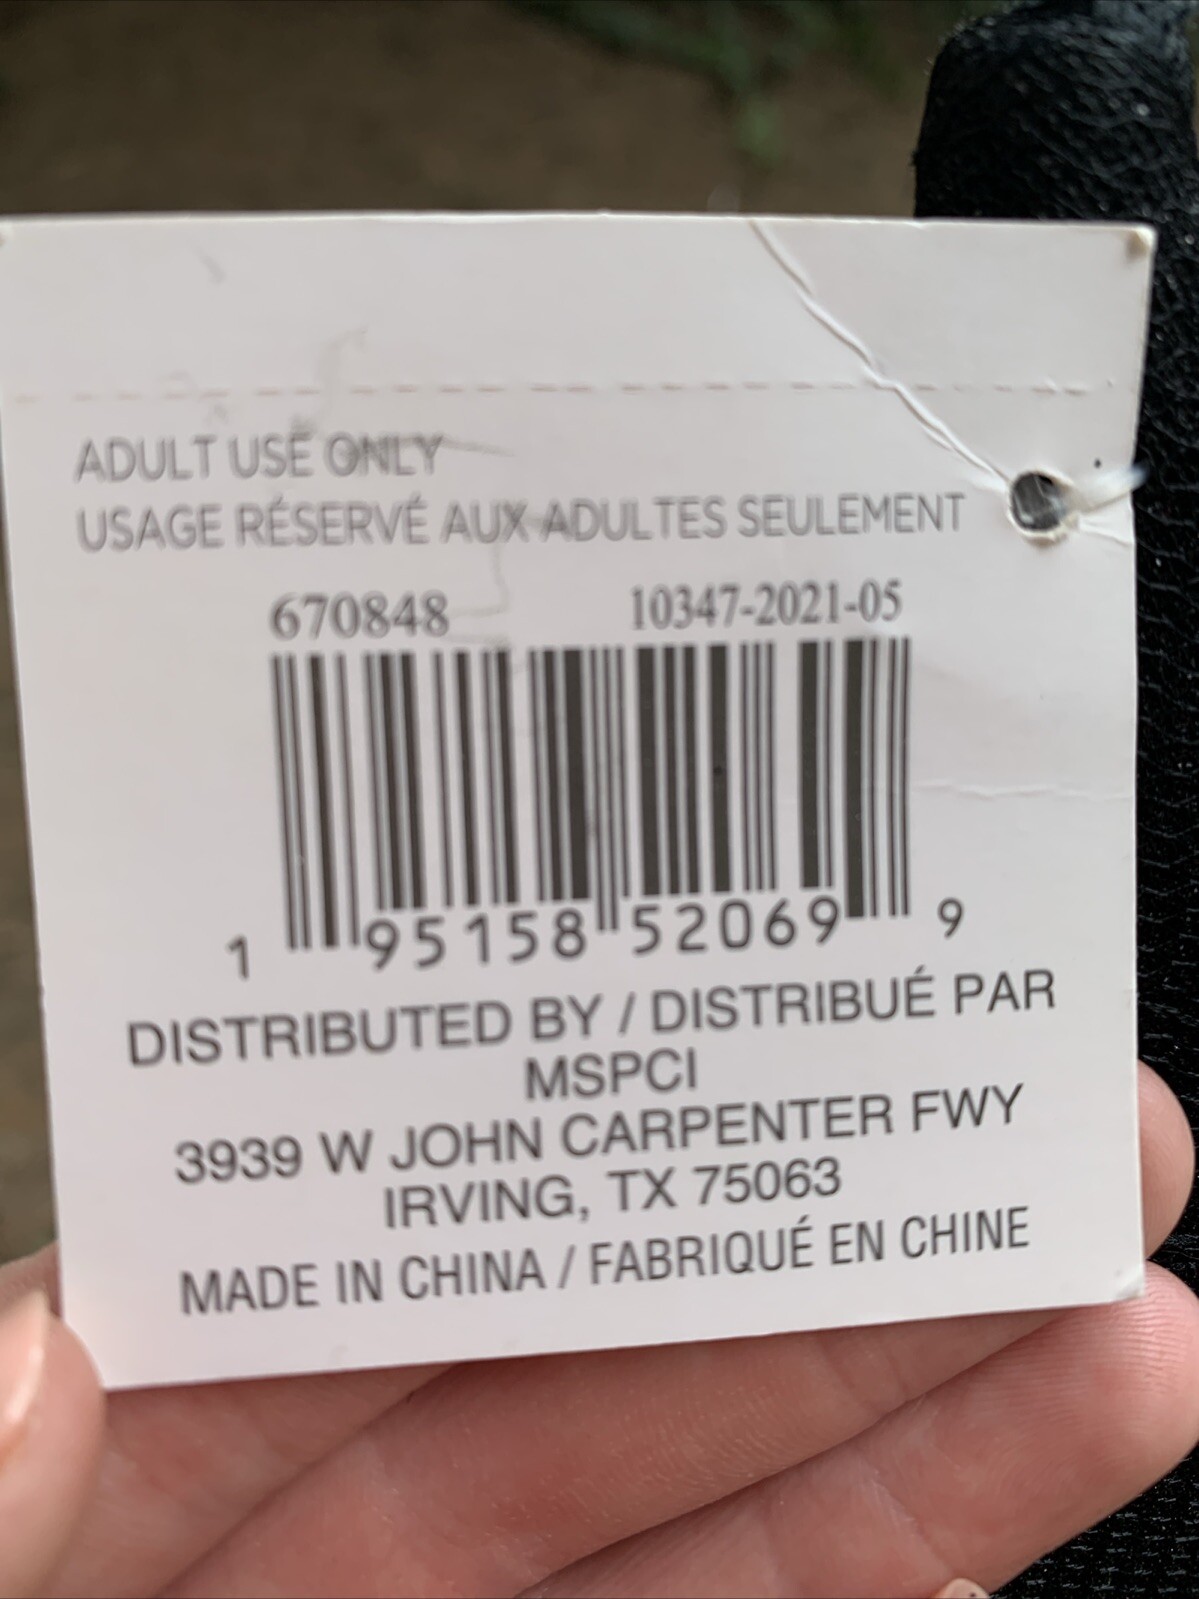 ADULT USE ONLY
USAGE RÉSERVÉ AUX ADULTES SEULEMENT
670848 10347-2021-05
1 95158 52069 9
DISTRIBUTED BY / DISTRIBUÉ PAR
MSPCI
3939 W JOHN CARPENTER FWY
IRVING, TX 75063
MADE IN CHINA / FABRIQUÉ EN CHINE